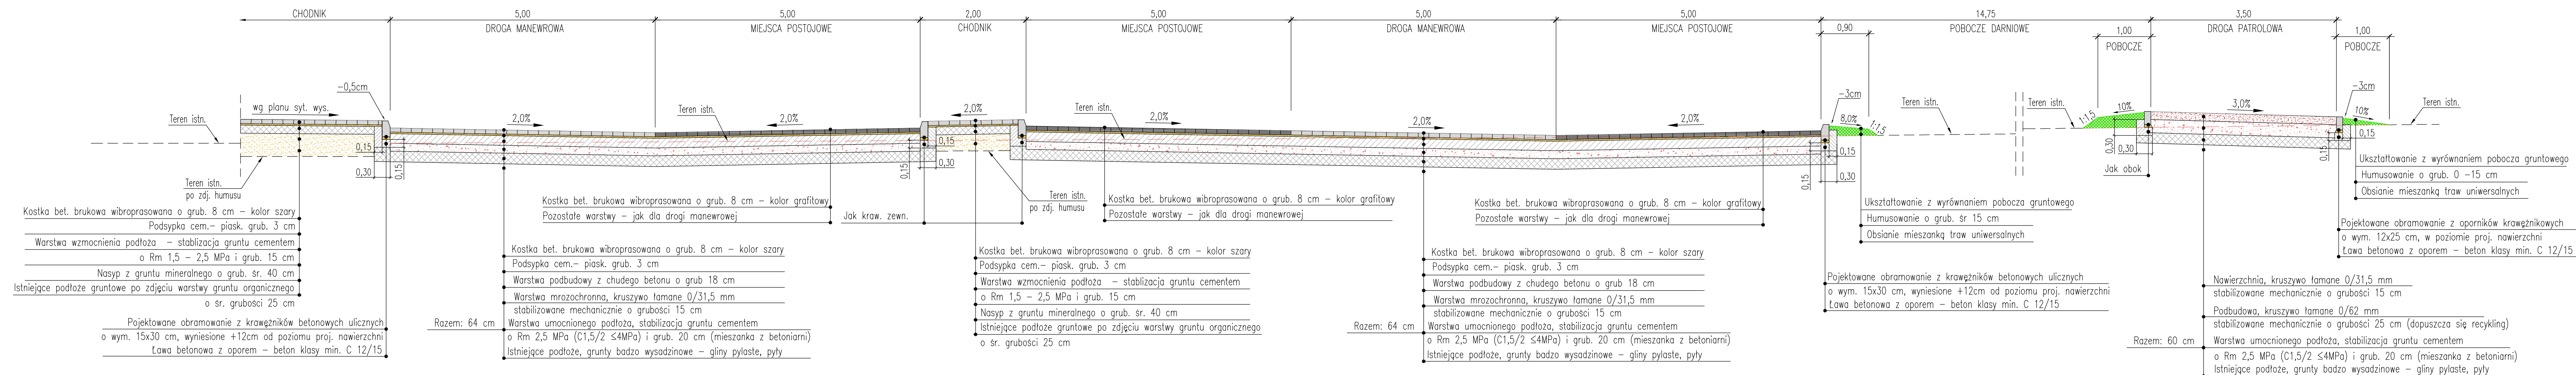 CHODNIK
5,00
DROGA MANEWROWA
5,00
MIEJSCA POSTOJOWE
2,00
CHODNIK
5,00
MIEJSCA POSTOJOWE
5,00
DROGA MANEWROWA
5,00
MIEJSCA POSTOJOWE
0,90
14,75
POBOCZE DARNIOWE
1,00
POBOCZE
3,50
DROGA PATROLOWA
1,00
POBOCZE
-0,5cm
wg planu syt. wys.
Teren istn.
2,0%
Teren istn.
2,0%
2,0%
Teren istn.
2,0%
2,0%
2,0%
-3cm
8,0%
1:1,5
Teren istn.
Teren istn.
1:1,5
10%
3,0%
-3cm
10%
Teren istn.
0,15
0,30
0,15
0,15
0,15
0,30
0,15
0,15
0,30
0,30
0,30
0,15
0,15
Teren istn.
po zdj. humusu
Teren istn.
po zdj. humusu
Jak obok
Kostka bet. brukowa wibroprasowana o grub. 8 cm – kolor szary
Podsypka cem.– piask. grub. 3 cm
Warstwa wzmocnienia podłoża – stablizacja gruntu cementem
o Rm 1,5 – 2,5 MPa i grub. 15 cm
Nasyp z gruntu mineralnego o grub. śr. 40 cm
Istniejące podłoże gruntowe po zdjęciu warstwy gruntu organicznego
o śr. grubości 25 cm
Pojektowane obramowanie z krawężników betonowych ulicznych
o wym. 15x30 cm, wyniesione +12cm od poziomu proj. nawierzchni
Ława betonowa z oporem – beton klasy min. C 12/15
Kostka bet. brukowa wibroprasowana o grub. 8 cm – kolor grafitowy
Pozostałe warstwy – jak dla drogi manewrowej
Jak kraw. zewn.
Kostka bet. brukowa wibroprasowana o grub. 8 cm – kolor szary
Podsypka cem.– piask. grub. 3 cm
Warstwa podbudowy z chudego betonu o grub 18 cm
Warstwa mrozochronna, kruszywo łamane 0/31,5 mm
stabilizowane mechanicznie o grubości 15 cm
Razem: 64 cm
Warstwa umocnionego podłoża, stabilizacja gruntu cementem
o Rm 2,5 MPa (C1,5/2 ≤4MPa) i grub. 20 cm (mieszanka z betoniarni)
Istniejące podłoże, grunty badzo wysadzinowe – gliny pylaste, pyły
Kostka bet. brukowa wibroprasowana o grub. 8 cm – kolor szary
Podsypka cem.– piask. grub. 3 cm
Warstwa wzmocnienia podłoża – stablizacja gruntu cementem
o Rm 1,5 – 2,5 MPa i grub. 15 cm
Nasyp z gruntu mineralnego o grub. śr. 40 cm
Istniejące podłoże gruntowe po zdjęciu warstwy gruntu organicznego
o śr. grubości 25 cm
Kostka bet. brukowa wibroprasowana o grub. 8 cm – kolor grafitowy
Pozostałe warstwy – jak dla drogi manewrowej
Kostka bet. brukowa wibroprasowana o grub. 8 cm – kolor szary
Podsypka cem.– piask. grub. 3 cm
Warstwa podbudowy z chudego betonu o grub 18 cm
Warstwa mrozochronna, kruszywo łamane 0/31,5 mm
stabilizowane mechanicznie o grubości 15 cm
Razem: 64 cm
Warstwa umocnionego podłoża, stabilizacja gruntu cementem
o Rm 2,5 MPa (C1,5/2 ≤4MPa) i grub. 20 cm (mieszanka z betoniarni)
Istniejące podłoże, grunty badzo wysadzinowe – gliny pylaste, pyły
Kostka bet. brukowa wibroprasowana o grub. 8 cm – kolor grafitowy
Pozostałe warstwy – jak dla drogi manewrowej
Ukształtowanie z wyrównaniem pobocza gruntowego
Humusowanie o grub. śr 15 cm
Obsianie mieszanką traw uniwersalnych
Pojektowane obramowanie z krawężników betonowych ulicznych
o wym. 15x30 cm, wyniesione +12cm od poziomu proj. nawierzchni
Ława betonowa z oporem – beton klasy min. C 12/15
Ukształtowanie z wyrównaniem pobocza gruntowego
Humusowanie o grub. 0 –15 cm
Obsianie mieszanką traw uniwersalnych
Pojektowane obramowanie z oporników krawężnikowych
o wym. 12x25 cm, w poziomie proj. nawierzchni
Ława betonowa z oporem – beton klasy min. C 12/15
Nawierzchnia, kruszywo łamane 0/31,5 mm
stabilizowane mechanicznie o grubości 15 cm
Podbudowa, kruszywo łamane 0/62 mm
stabilizowane mechanicznie o grubości 25 cm (dopuszcza się recykling)
Razem: 60 cm
Warstwa umocnionego podłoża, stabilizacja gruntu cementem
o Rm 2,5 MPa (C1,5/2 ≤4MPa) i grub. 20 cm (mieszanka z betoniarni)
Istniejące podłoże, grunty badzo wysadzinowe – gliny pylaste, pyły